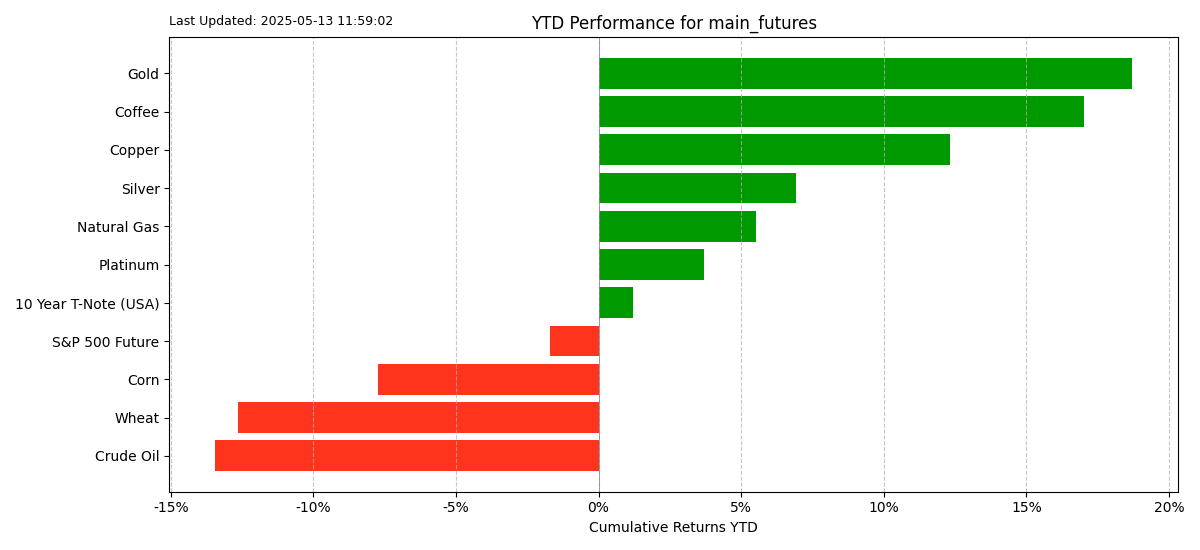 Last Updated: 2025-05-13 11:59:02
YTD Performance for main_futures
Gold
Coffee
Copper
Silver
Natural Gas
Platinum
10 Year T-Note (USA)
S&P 500 Future
Corn
Wheat
Crude Oil
-15% -10% -5% 0% 5% 10% 15% 20%
Cumulative Returns YTD